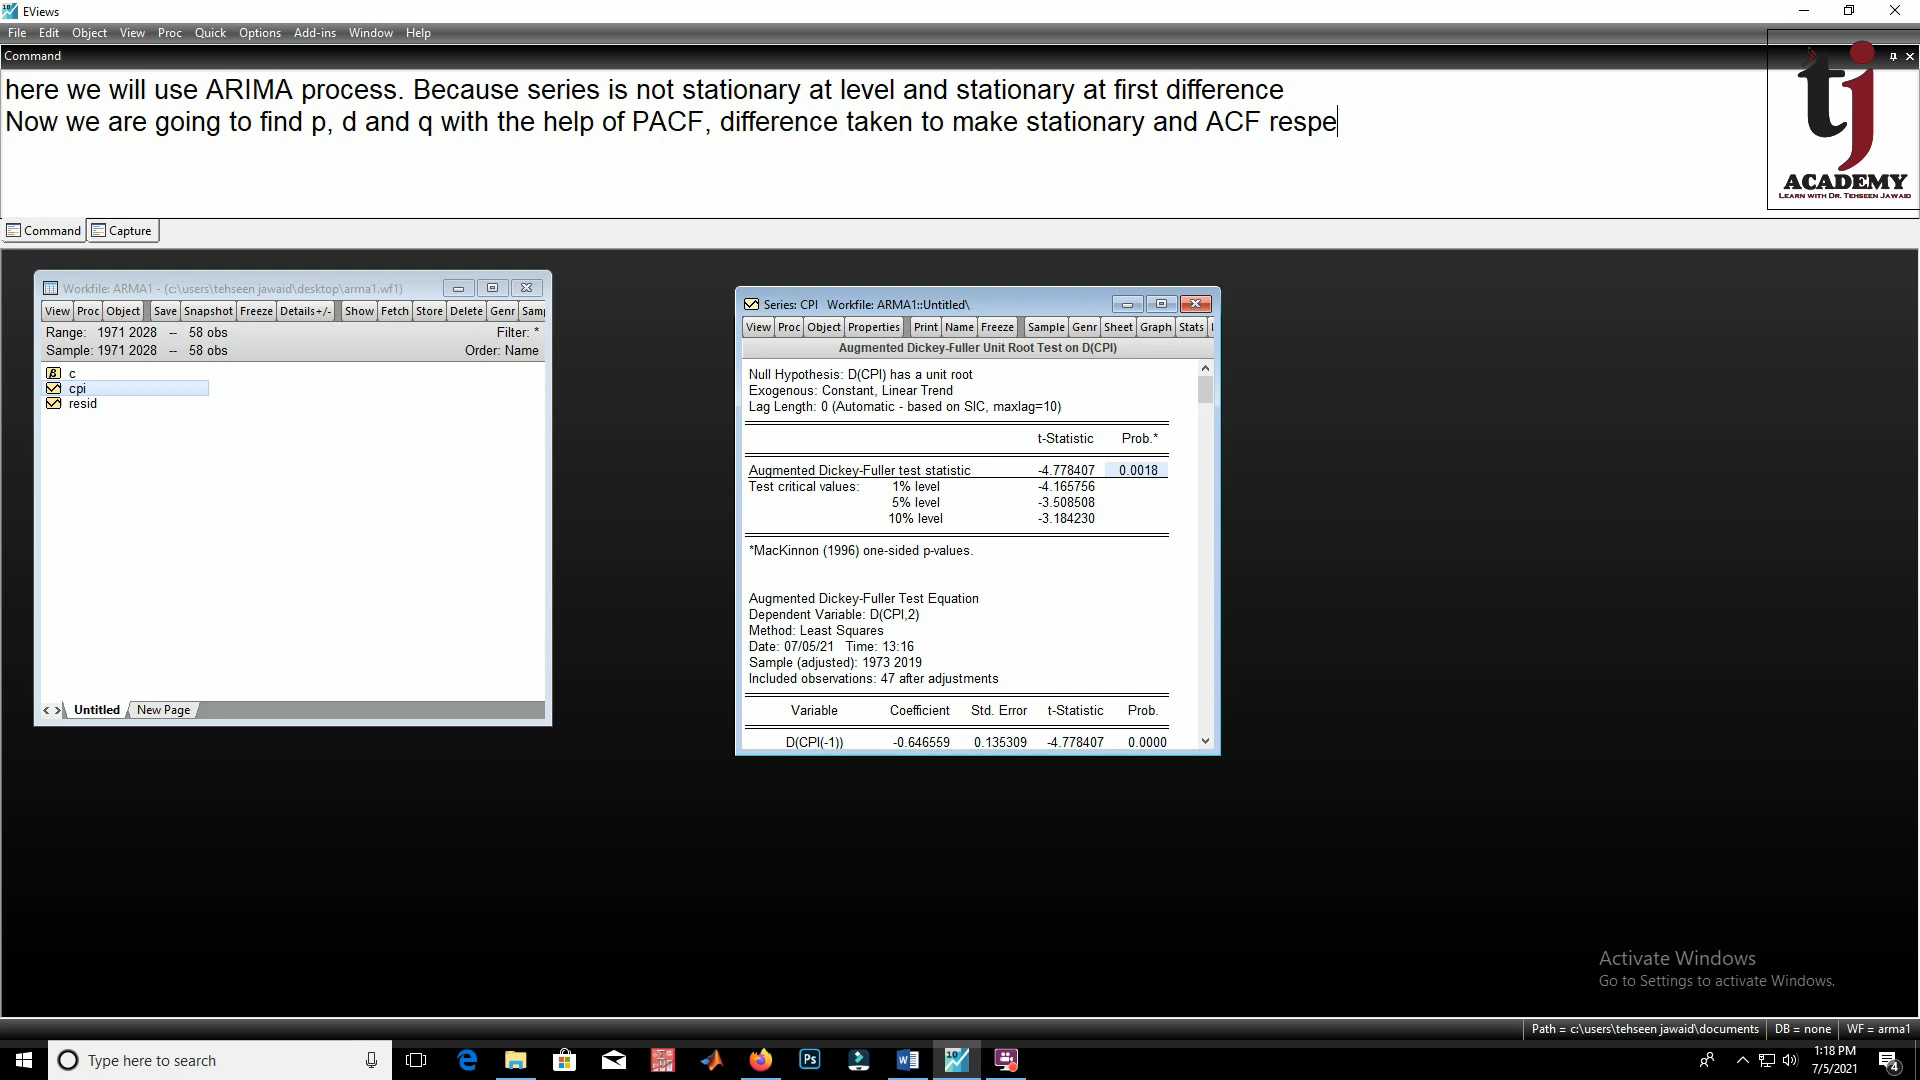 EViews
File Edit Object View Proc Quick Options Add-ins Window Help
Command
here we will use ARIMA process. Because series is not stationary at level and stationary at first difference
Now we are going to find p, d and q with the help of PACF, difference taken to make stationary and ACF respe
tj
ACADEMY
LEARN WITH DR. TEHSEEN JAWAID
Command Capture
Workfile: ARMA1 - (c:\users\tehseen jawaid\desktop\arma1.wf1)
View Proc Object Save Snapshot Freeze Details+/- Show Fetch Store Delete Genr Samp
Range: 1971 2028 -- 58 obs Filter: *
Sample: 1971 2028 -- 58 obs Order: Name
c
cpi
resid
Untitled New Page
Series: CPI Workfile: ARMA1::Untitled\
View Proc Object Properties Print Name Freeze Sample Genr Sheet Graph Stats
Augmented Dickey-Fuller Unit Root Test on D(CPI)
Null Hypothesis: D(CPI) has a unit root
Exogenous: Constant, Linear Trend
Lag Length: 0 (Automatic - based on SIC, maxlag=10)
t-Statistic Prob.*
Augmented Dickey-Fuller test statistic -4.778407 0.0018
Test critical values: 1% level -4.165756
5% level -3.508508
10% level -3.184230
*MacKinnon (1996) one-sided p-values.
Augmented Dickey-Fuller Test Equation
Dependent Variable: D(CPI,2)
Method: Least Squares
Date: 07/05/21 Time: 13:16
Sample (adjusted): 1973 2019
Included observations: 47 after adjustments
Variable Coefficient Std. Error t-Statistic Prob.
D(CPI(-1)) -0.646559 0.135309 -4.778407 0.0000
Activate Windows
Go to Settings to activate Windows.
Path = c:\users\tehseen jawaid\documents DB = none WF = arma1
Type here to search
1:18 PM
7/5/2021